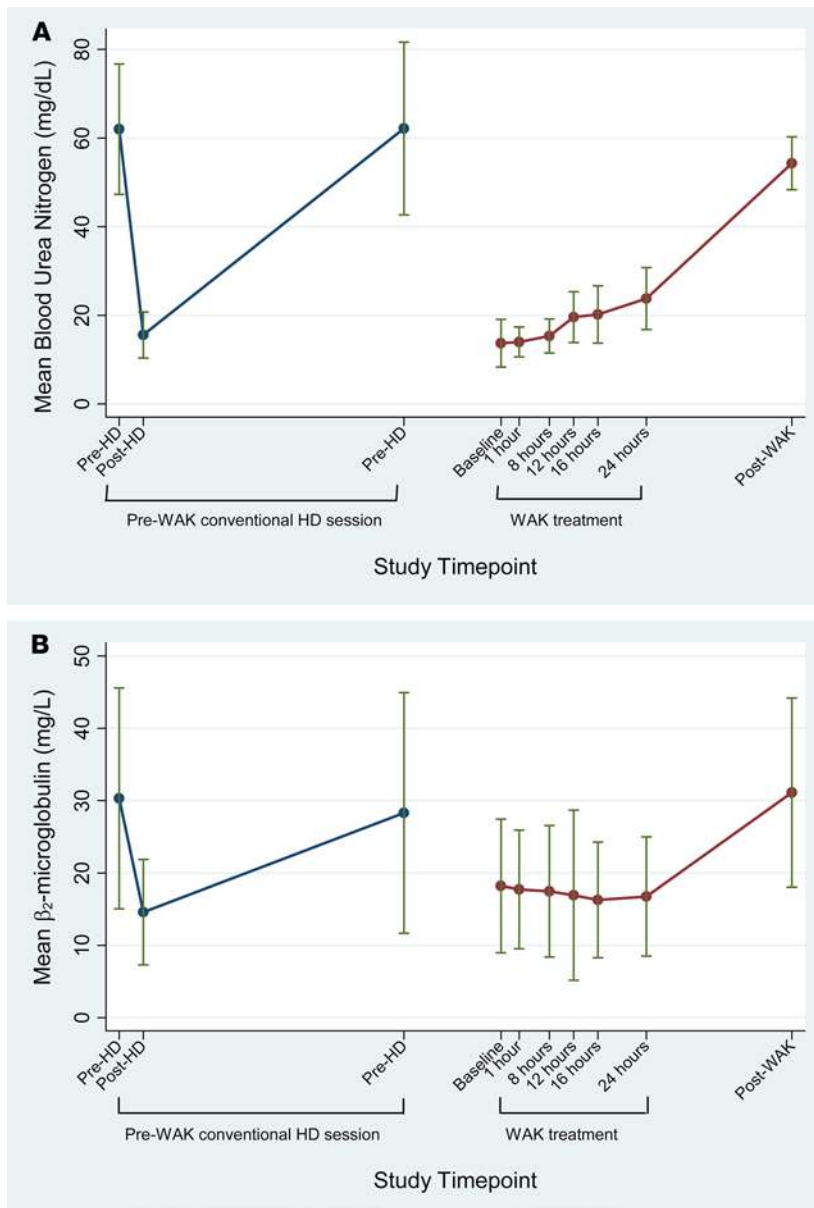 A
Mean Blood Urea Nitrogen (mg/dL)
80
60
40
20
0
Pre-HD
Post-HD
Pre-HD
Baseline
1 hour
8 hours
12 hours
16 hours
24 hours
Post-WAK
Pre-WAK conventional HD session
WAK treatment
Study Timepoint
B
Mean β₂-microglobulin (mg/L)
50
40
30
20
10
0
Pre-HD
Post-HD
Pre-HD
Baseline
1 hour
8 hours
12 hours
16 hours
24 hours
Post-WAK
Pre-WAK conventional HD session
WAK treatment
Study Timepoint